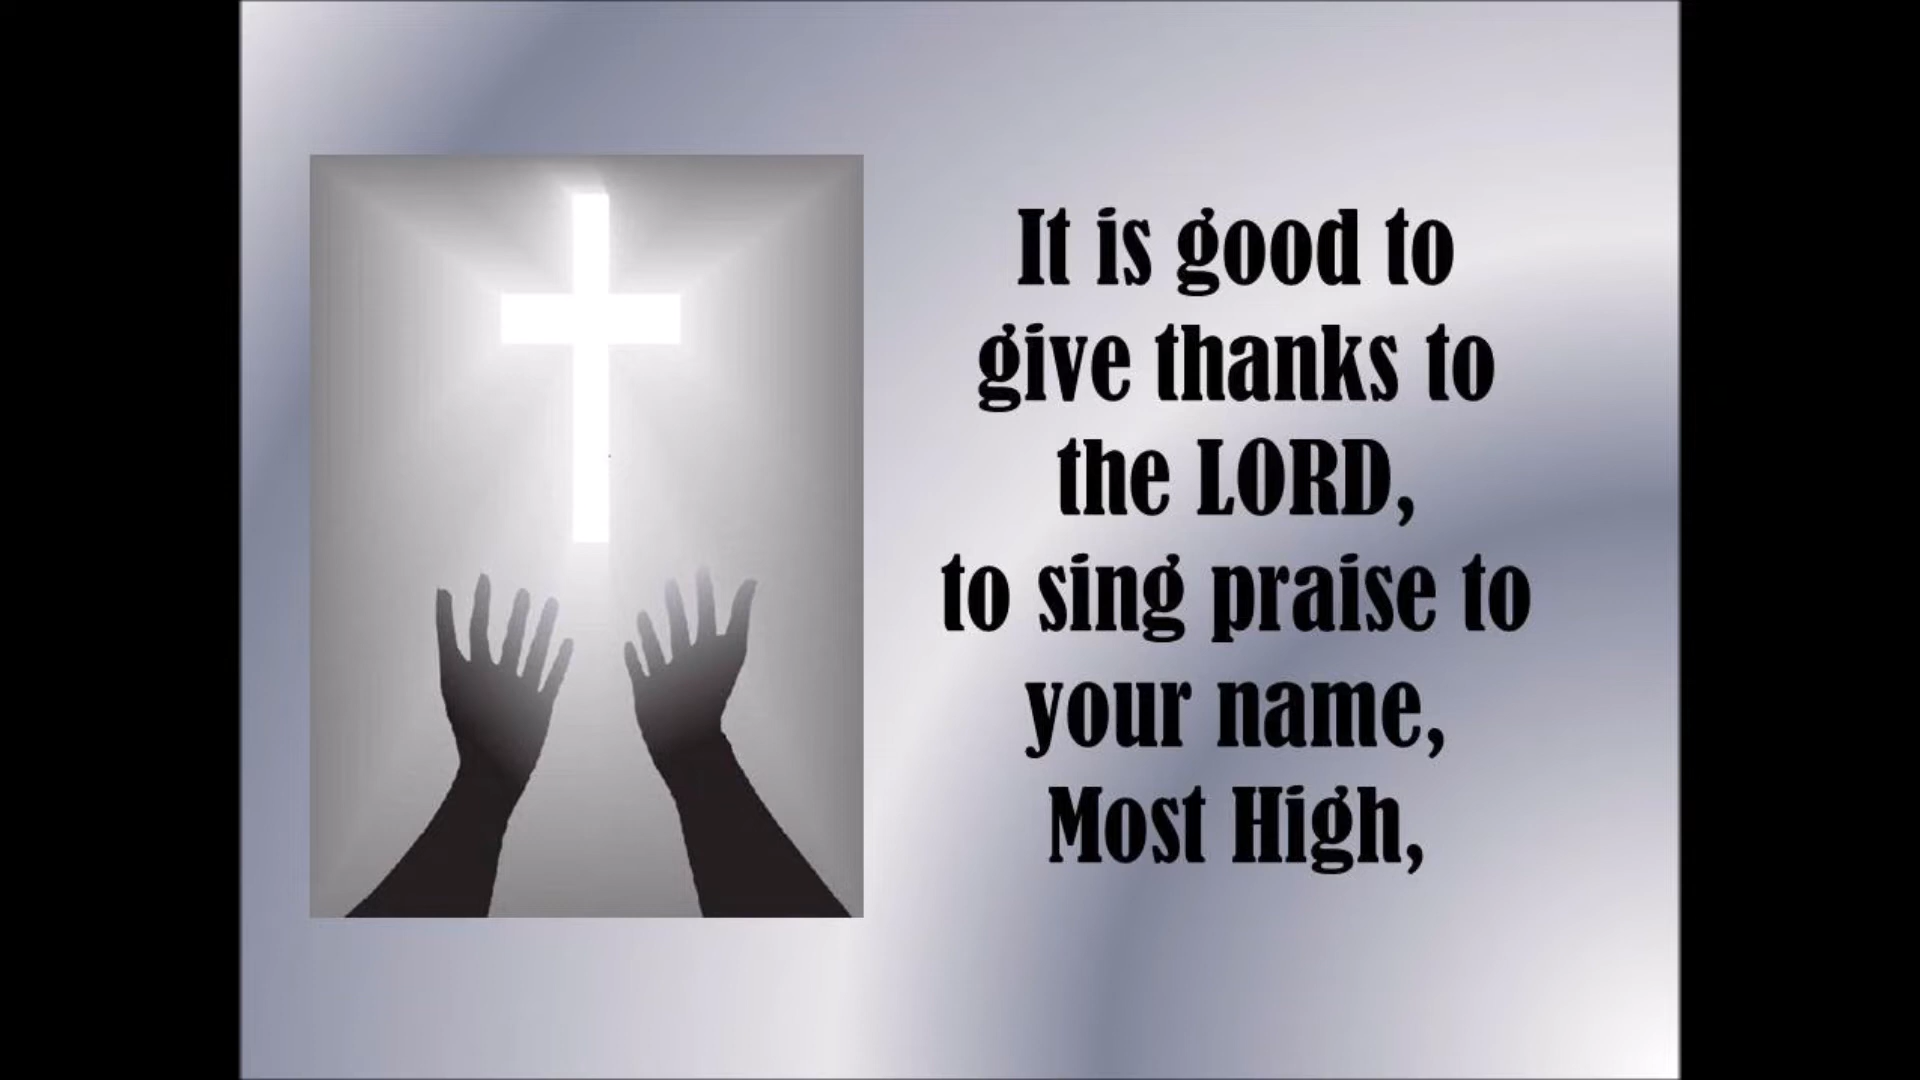 It is good to
give thanks to
the LORD,
to sing praise to
your name,
Most High,